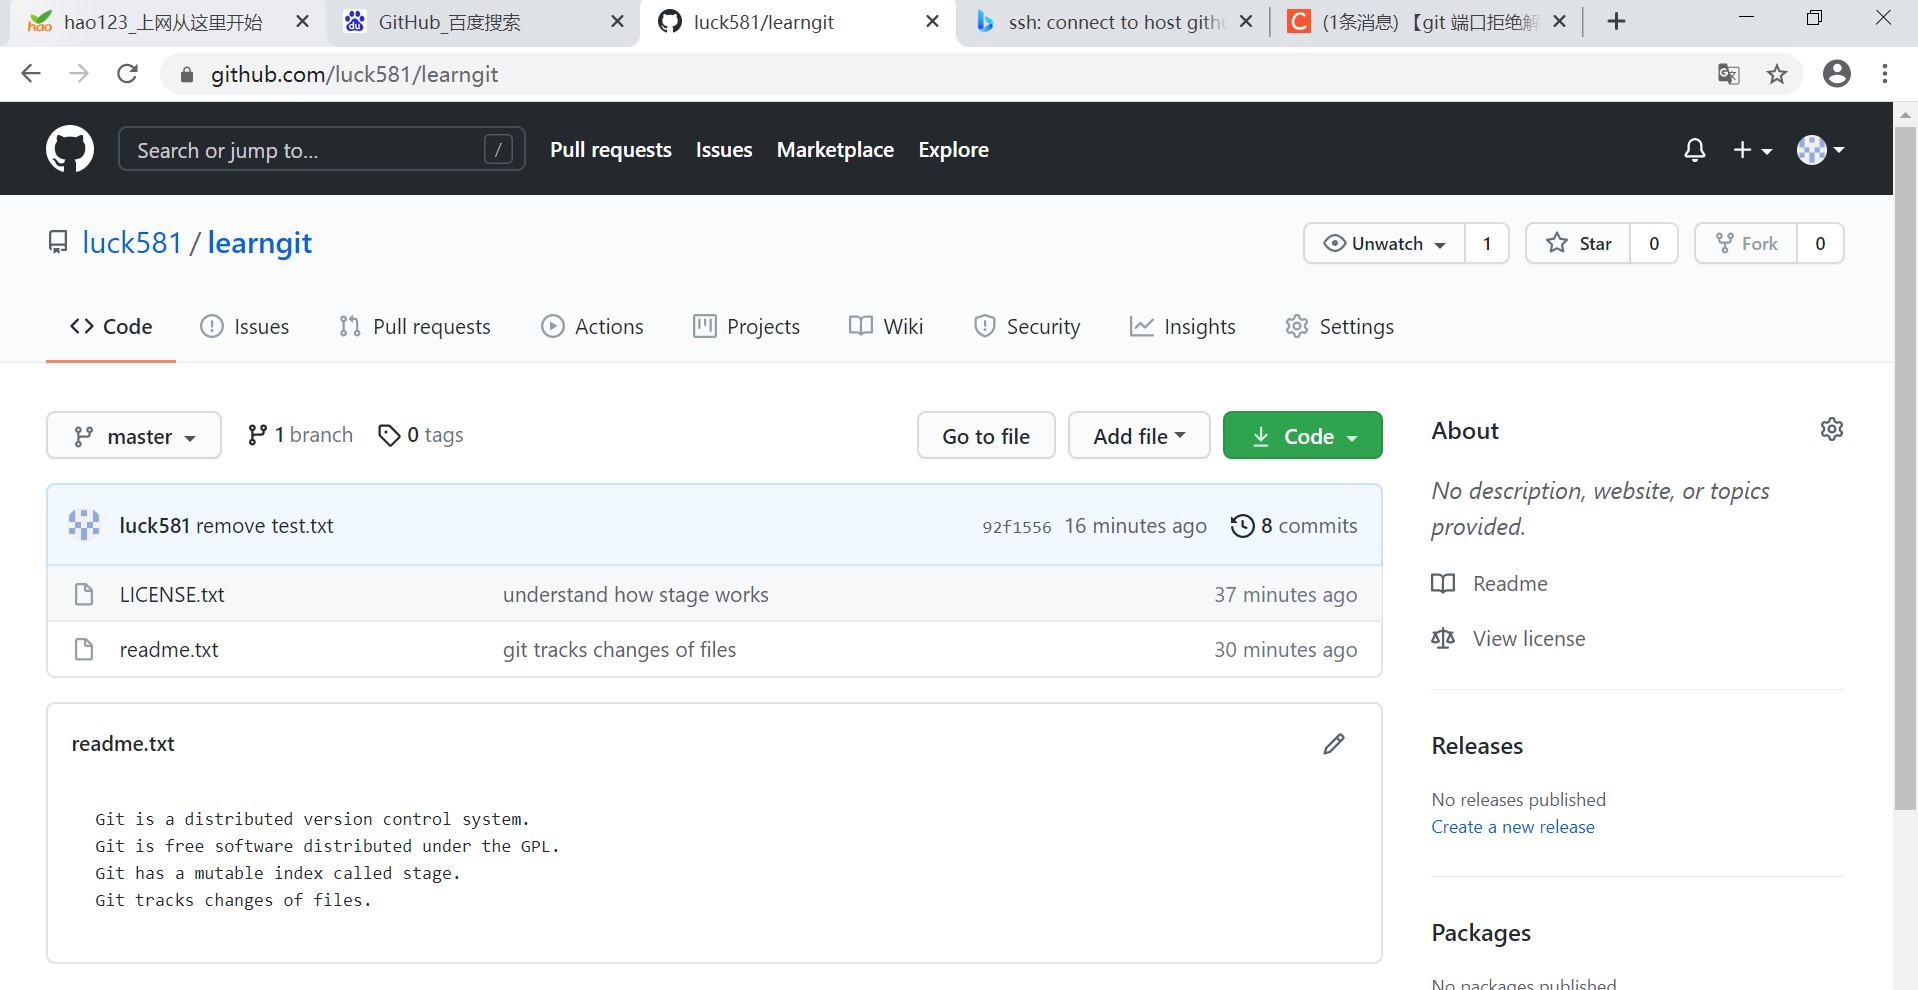 hao123_上网从这里开始
GitHub_百度搜索
luck581/learngit
ssh: connect to host gith
(1条消息)【git 端口拒绝解
github.com/luck581/learngit
Search or jump to... /
Pull requests Issues Marketplace Explore
luck581 / learngit
Unwatch 1 Star 0 Fork 0
Code Issues Pull requests Actions Projects Wiki Security Insights Settings
master 1 branch 0 tags
Go to file Add file Code
luck581 remove test.txt 92f1556 16 minutes ago 8 commits
LICENSE.txt understand how stage works 37 minutes ago
readme.txt git tracks changes of files 30 minutes ago
readme.txt
Git is a distributed version control system.
Git is free software distributed under the GPL.
Git has a mutable index called stage.
Git tracks changes of files.
About
No description, website, or topics
provided.
Readme
View license
Releases
No releases published
Create a new release
Packages
No packages published